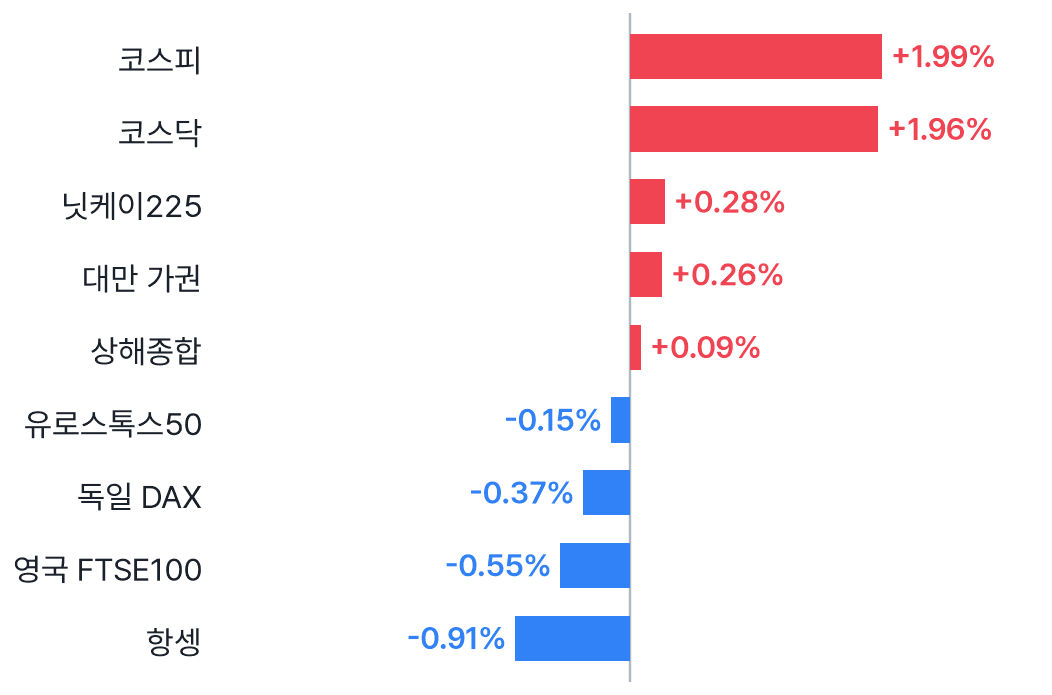 코스피 +1.99%
코스닥 +1.96%
닛케이225 +0.28%
대만 가권 +0.26%
상해종합 +0.09%
유로스톡스50 -0.15%
독일 DAX -0.37%
영국 FTSE100 -0.55%
항셍 -0.91%